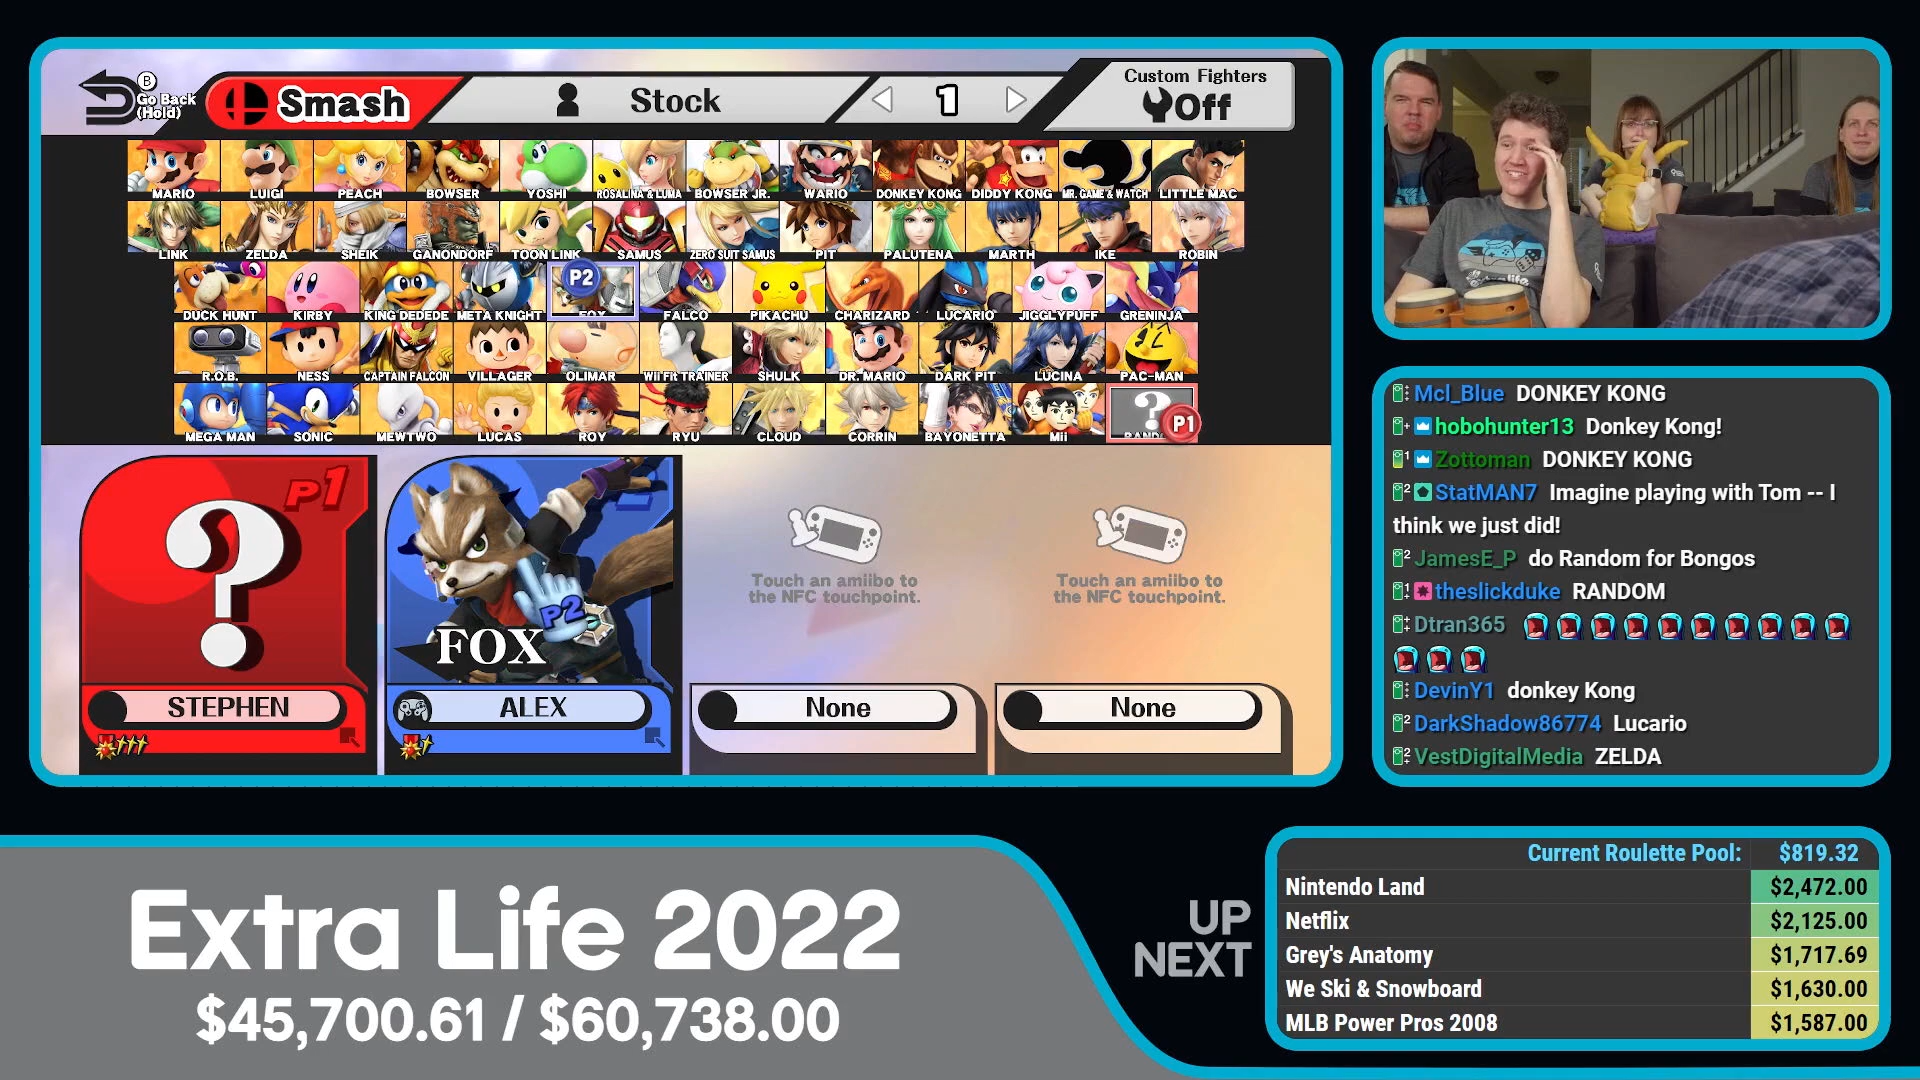 B
Go Back
(Hold)
Smash
Stock
1
Custom Fighters
Off
MARIO
LUIGI
PEACH
BOWSER
YOSHI
ROSALINA & LUMA
BOWSER JR.
WARIO
DONKEY KONG
DIDDY KONG
MR. GAME & WATCH
LITTLE MAC
LINK
ZELDA
SHEIK
GANONDORF
TOON LINK
SAMUS
ZERO SUIT SAMUS
PIT
PALUTENA
MARTH
IKE
ROBIN
P2
DUCK HUNT
KIRBY
KING DEDEDE
META KNIGHT
FOX
FALCO
PIKACHU
CHARIZARD
LUCARIO
JIGGLYPUFF
GRENINJA
R.O.B.
NESS
CAPTAIN FALCON
VILLAGER
OLIMAR
Wii Fit TRAINER
SHULK
DR. MARIO
DARK PIT
LUCINA
PAC-MAN
MEGA MAN
SONIC
MEWTWO
LUCAS
ROY
RYU
CLOUD
CORRIN
BAYONETTA
Mii
?
P1
P1
?
STEPHEN
P2
FOX
ALEX
Touch an amiibo to
the NFC touchpoint.
None
Touch an amiibo to
the NFC touchpoint.
None
Mcl_Blue DONKEY KONG
hobohunter13 Donkey Kong!
Zottoman DONKEY KONG
StatMAN7 Imagine playing with Tom -- I
think we just did!
JamesE_P do Random for Bongos
theslickduke RANDOM
Dtran365
DevinY1 donkey Kong
DarkShadow86774 Lucario
VestDigitalMedia ZELDA
Extra Life 2022
$45,700.61 / $60,738.00
UP
NEXT
Current Roulette Pool: $819.32
Nintendo Land $2,472.00
Netflix $2,125.00
Grey's Anatomy $1,717.69
We Ski & Snowboard $1,630.00
MLB Power Pros 2008 $1,587.00